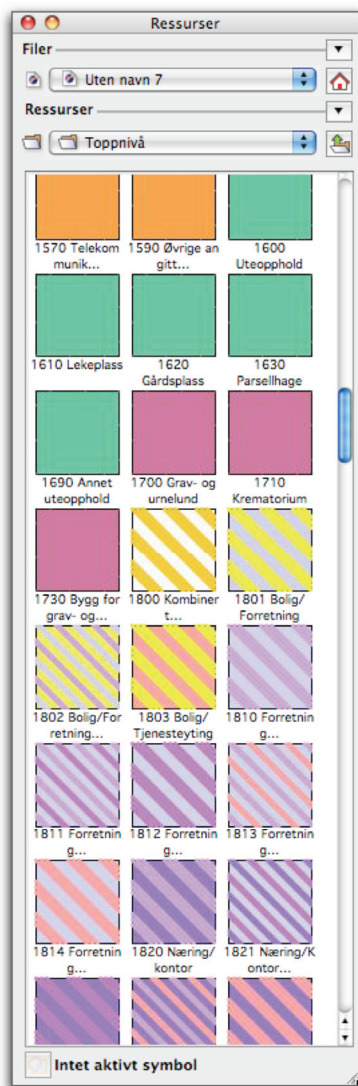 Ressurser
Filer
Uten navn 7
Ressurser
Toppnivå
1570 Telekom
munik...
1590 Øvrige an
gitt...
1600
Uteopphold
1610 Lekeplass
1620
Gårdsplass
1630
Parsellhage
1690 Annet
uteopphold
1700 Grav- og
urnelund
1710
Krematorium
1730 Bygg for
grav- og...
1800 Kombiner
t...
1801 Bolig/
Forretning
1802 Bolig/For
retning...
1803 Bolig/
Tjenesteyting
1810 Forretnin
g...
1811 Forretnin
g...
1812 Forretnin
g...
1813 Forretnin
g...
1814 Forretnin
g...
1820 Næring/
kontor
1821 Næring/K
ontor...
Intet aktivt symbol